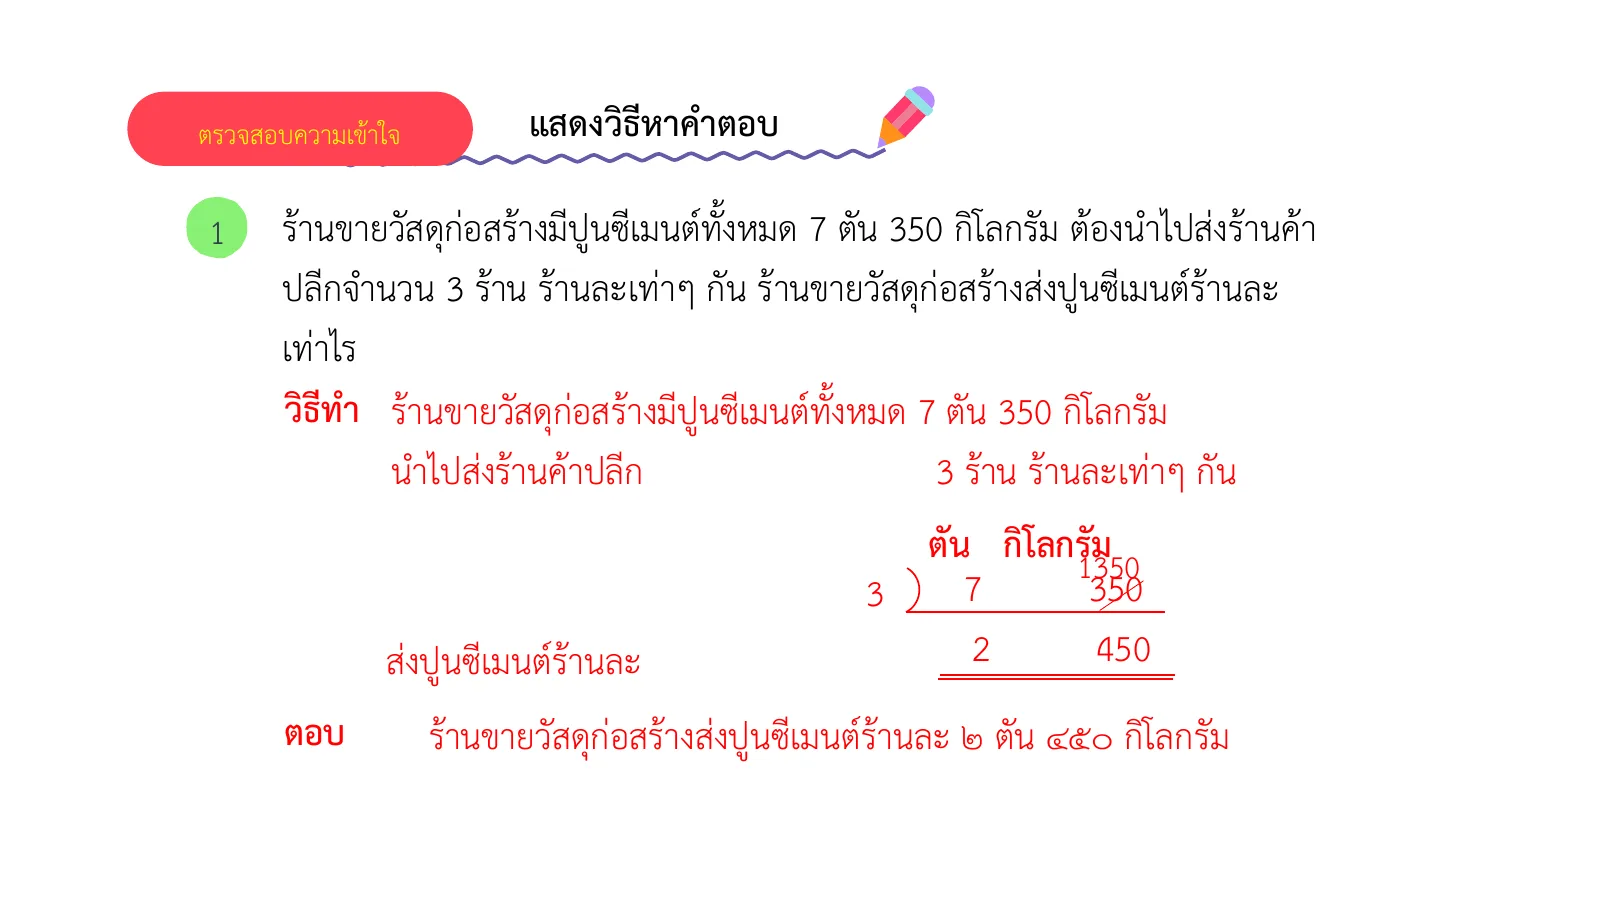 ตรวจสอบความเข้าใจ
แสดงวิธีหาคำตอบ
1
ร้านขายวัสดุก่อสร้างมีปูนซีเมนต์ทั้งหมด 7 ตัน 350 กิโลกรัม ต้องนำไปส่งร้านค้า
ปลีกจำนวน 3 ร้าน ร้านละเท่าๆ กัน ร้านขายวัสดุก่อสร้างส่งปูนซีเมนต์ร้านละ
เท่าไร
วิธีทำ ร้านขายวัสดุก่อสร้างมีปูนซีเมนต์ทั้งหมด 7 ตัน 350 กิโลกรัม
นำไปส่งร้านค้าปลีก 3 ร้าน ร้านละเท่าๆ กัน
ตัน กิโลกรัม
1350
3 ) 7 350
ส่งปูนซีเมนต์ร้านละ 2 450
ตอบ ร้านขายวัสดุก่อสร้างส่งปูนซีเมนต์ร้านละ ๒ ตัน ๔๕๐ กิโลกรัม